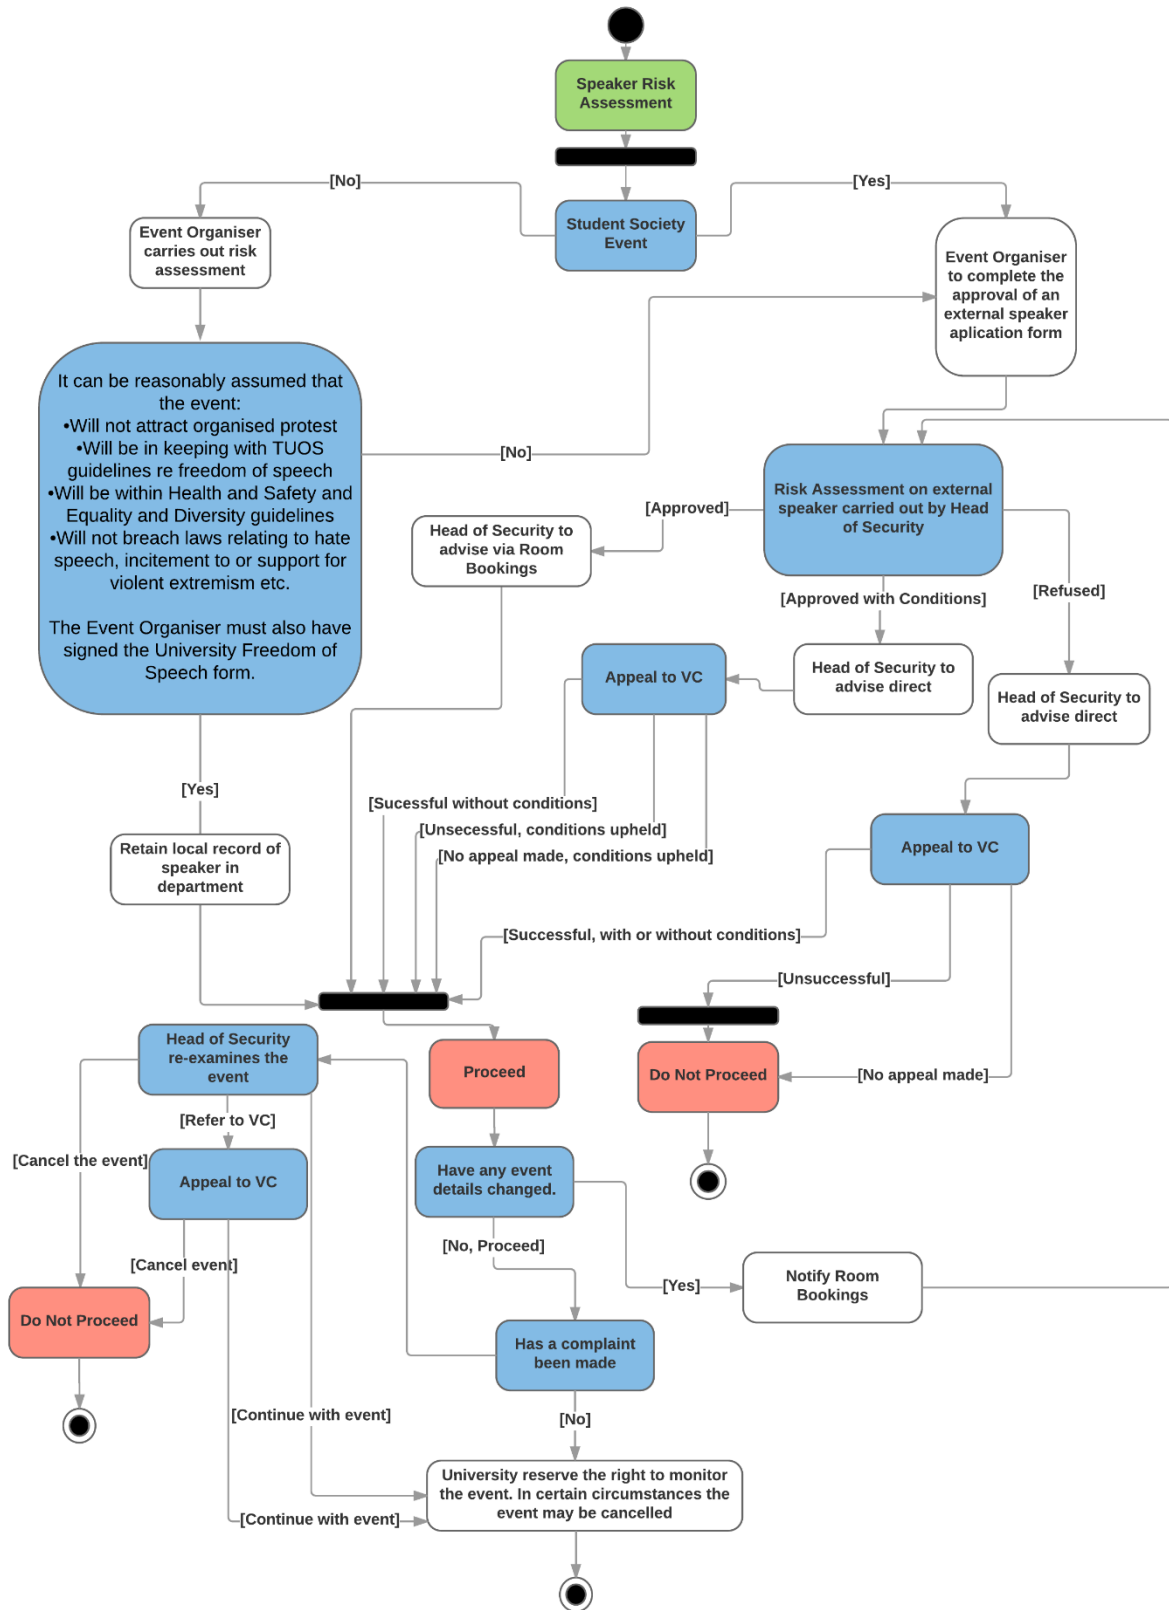 Speaker Risk
Assessment
[No]
[Yes]
Student Society
Event
Event Organiser
carries out risk
assessment
Event Organiser
to complete the
approval of an
external speaker
aplication form
It can be reasonably assumed that
the event:
•Will not attract organised protest
•Will be in keeping with TUOS
guidelines re freedom of speech
•Will be within Health and Safety and
Equality and Diversity guidelines
•Will not breach laws relating to hate
speech, incitement to or support for
violent extremism etc.
The Event Organiser must also have
signed the University Freedom of
Speech form.
[No]
Risk Assessment on external
speaker carried out by Head
of Security
[Approved]
Head of Security to
advise via Room
Bookings
[Approved with Conditions]
[Refused]
Head of Security to
advise direct
Appeal to VC
Head of Security to
advise direct
[Yes]
[Sucessful without conditions]
[Unsecessful, conditions upheld]
[No appeal made, conditions upheld]
Retain local record of
speaker in
department
Appeal to VC
[Successful, with or without conditions]
[Unsuccessful]
Head of Security
re-examines the
event
Proceed
Do Not Proceed
[No appeal made]
[Refer to VC]
[Cancel the event]
Appeal to VC
Have any event
details changed.
[No, Proceed]
[Cancel event]
[Yes]
Notify Room
Bookings
Do Not Proceed
Has a complaint
been made
[Continue with event]
[No]
University reserve the right to monitor
the event. In certain circumstances the
event may be cancelled
[Continue with event]